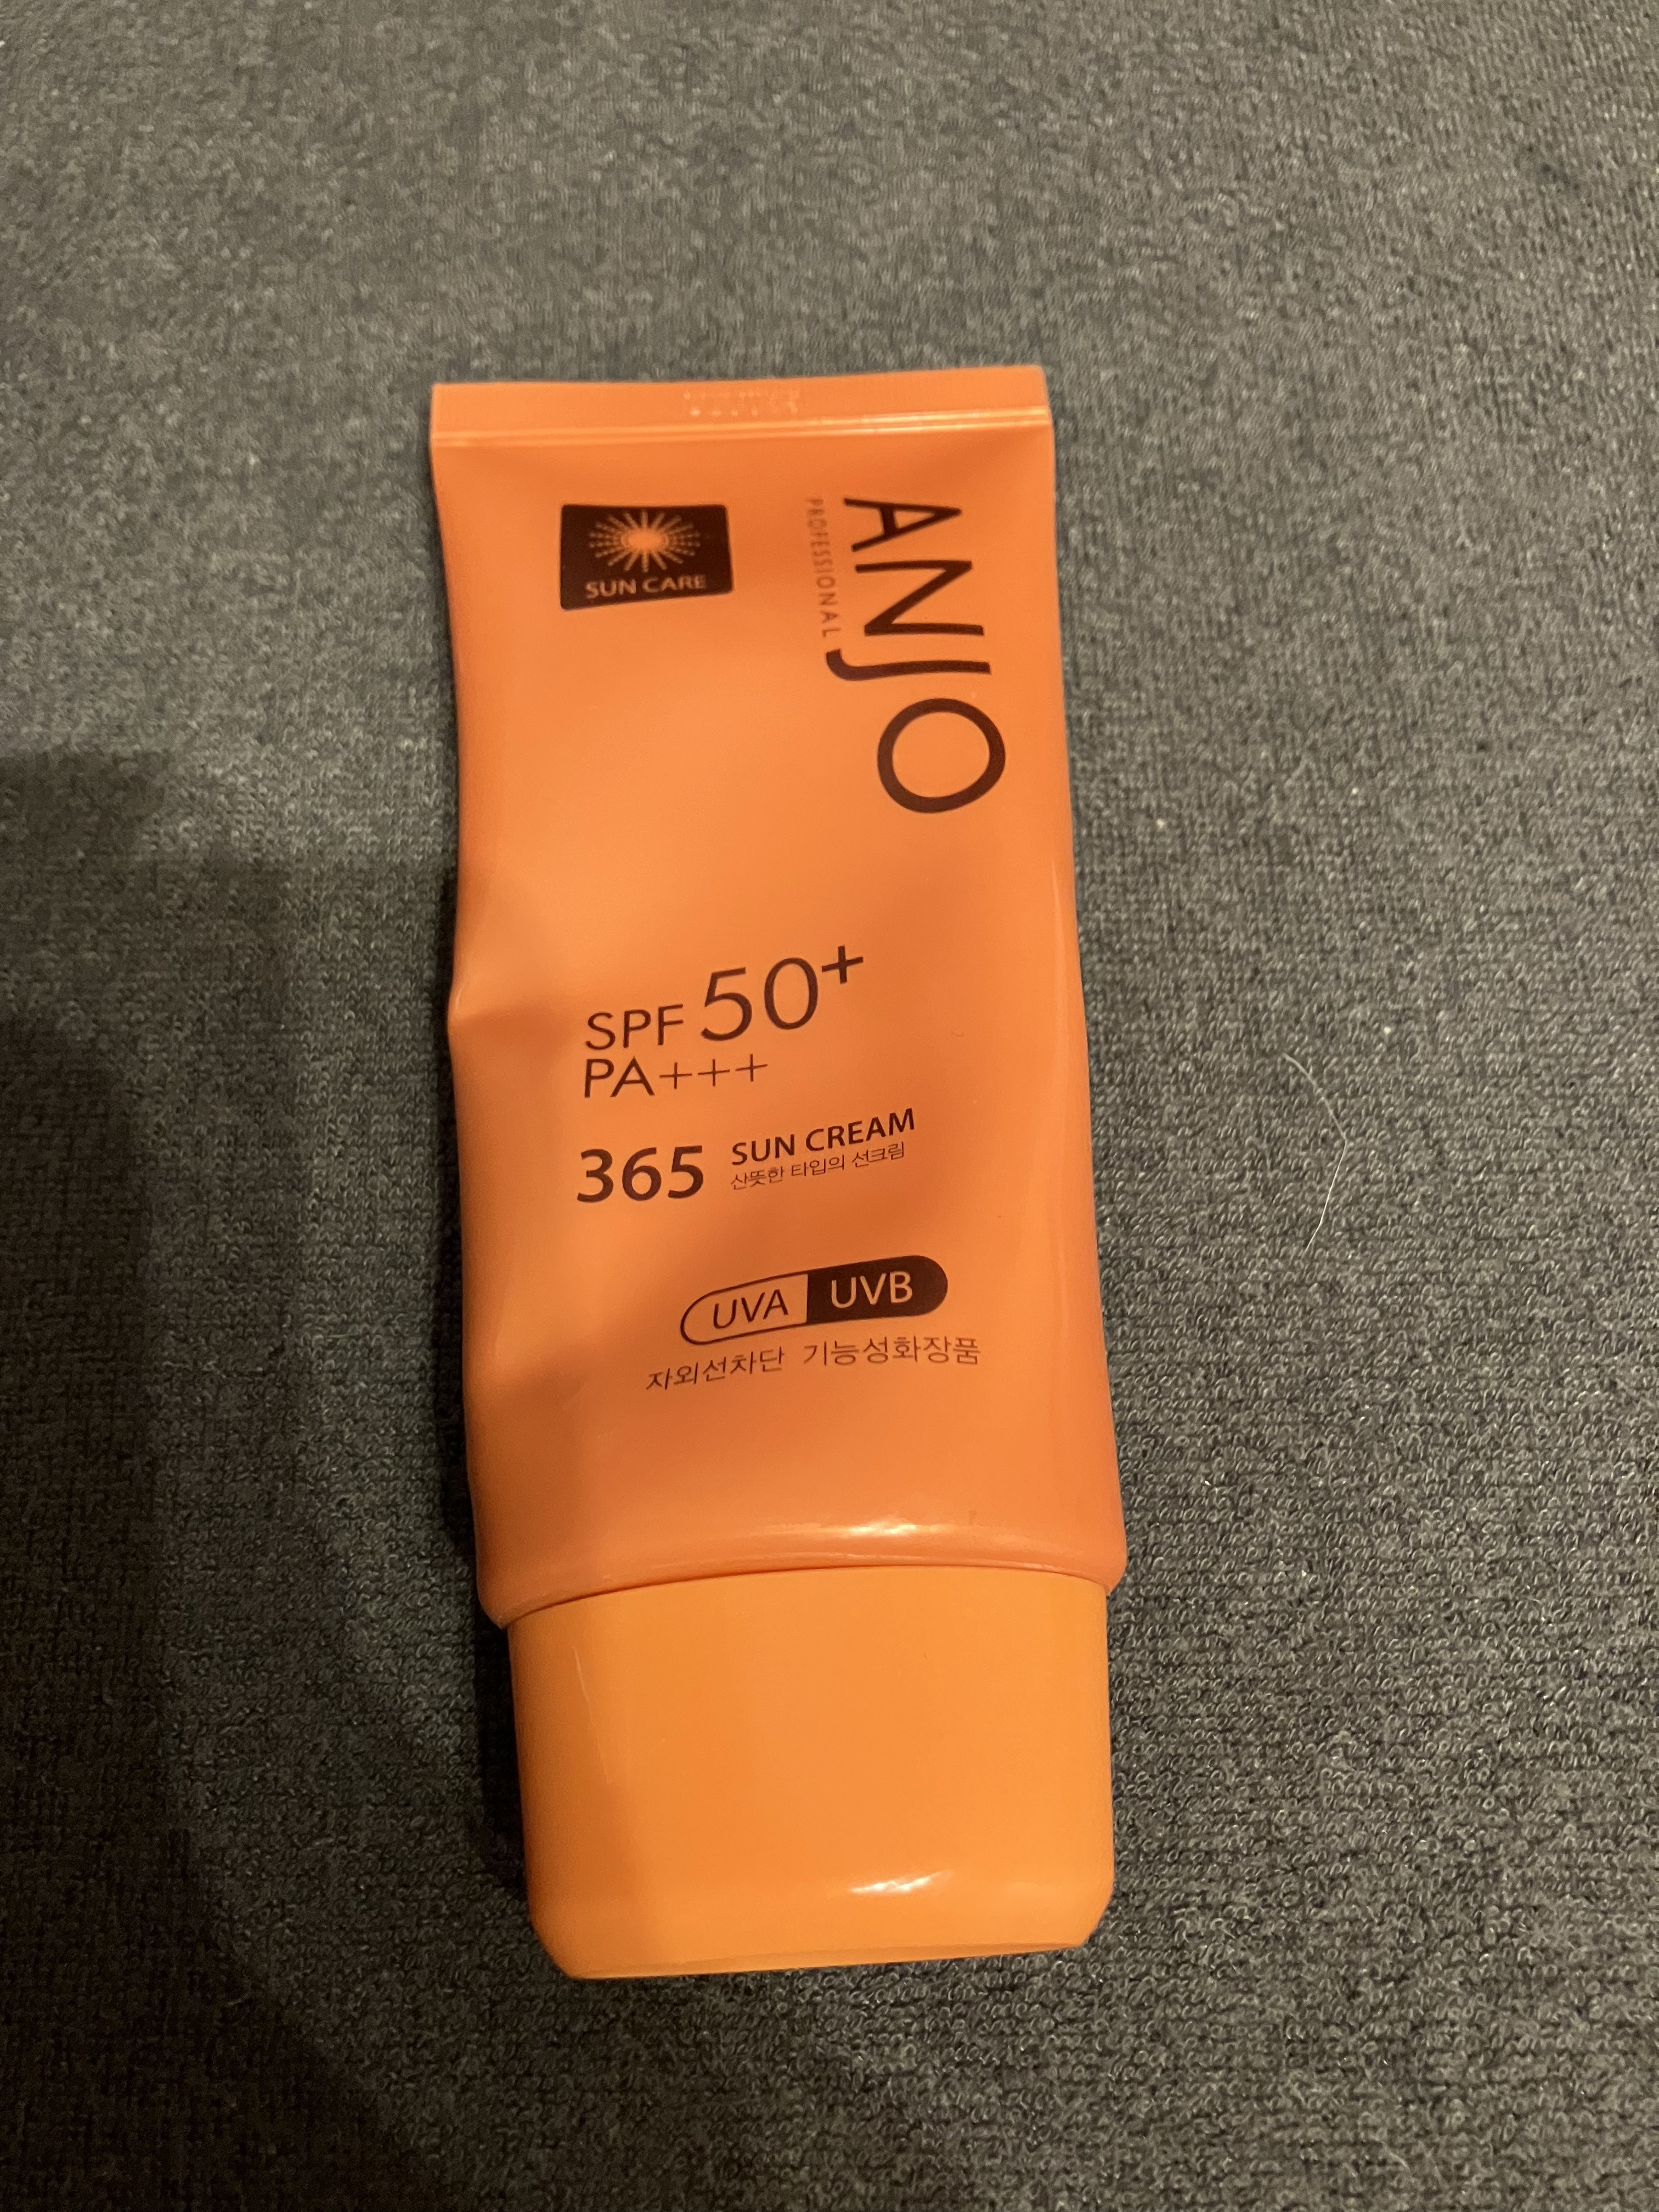 SUN CARE
ANJO
PROFESSIONAL
SPF 50+
PA+++
365 SUN CREAM
산뜻한 타입의 선크림
UVA UVB
자외선차단 기능성화장품